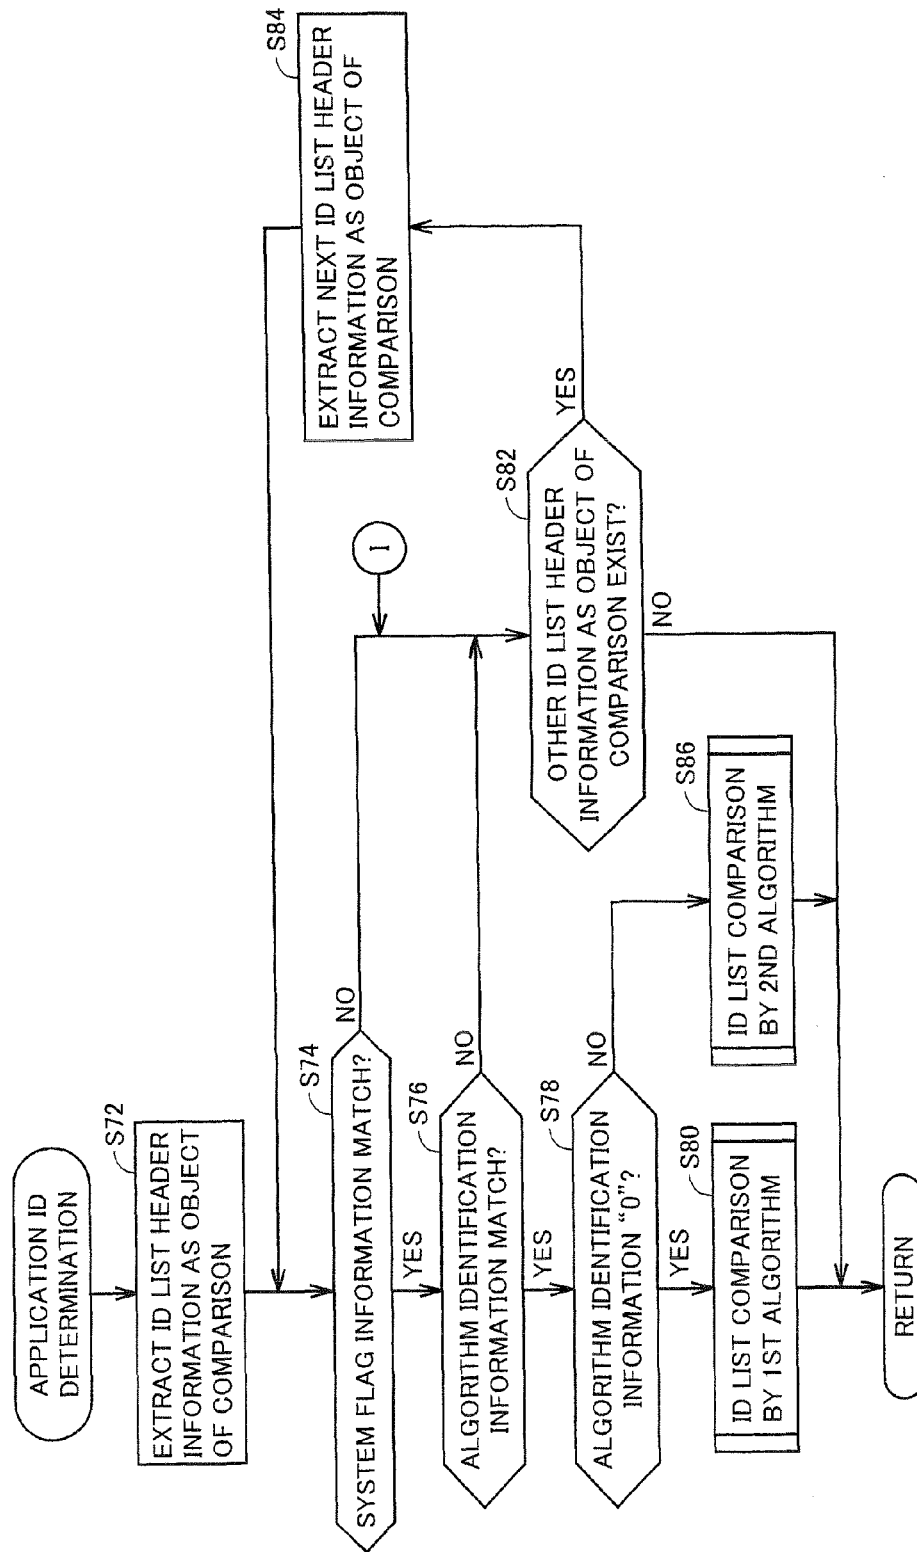 APPLICATION ID
DETERMINATION
S72
EXTRACT ID LIST HEADER
INFORMATION AS OBJECT
OF COMPARISON
S74
SYSTEM FLAG INFORMATION MATCH?
NO
YES
S76
ALGORITHM IDENTIFICATION
INFORMATION MATCH?
NO
YES
S78
ALGORITHM IDENTIFICATION
INFORMATION "0"?
NO
YES
S80
ID LIST COMPARISON
BY 1ST ALGORITHM
S86
ID LIST COMPARISON
BY 2ND ALGORITHM
I
S82
OTHER ID LIST HEADER
INFORMATION AS OBJECT OF
COMPARISON EXIST?
YES
NO
S84
EXTRACT NEXT ID LIST HEADER
INFORMATION AS OBJECT OF
COMPARISON
RETURN